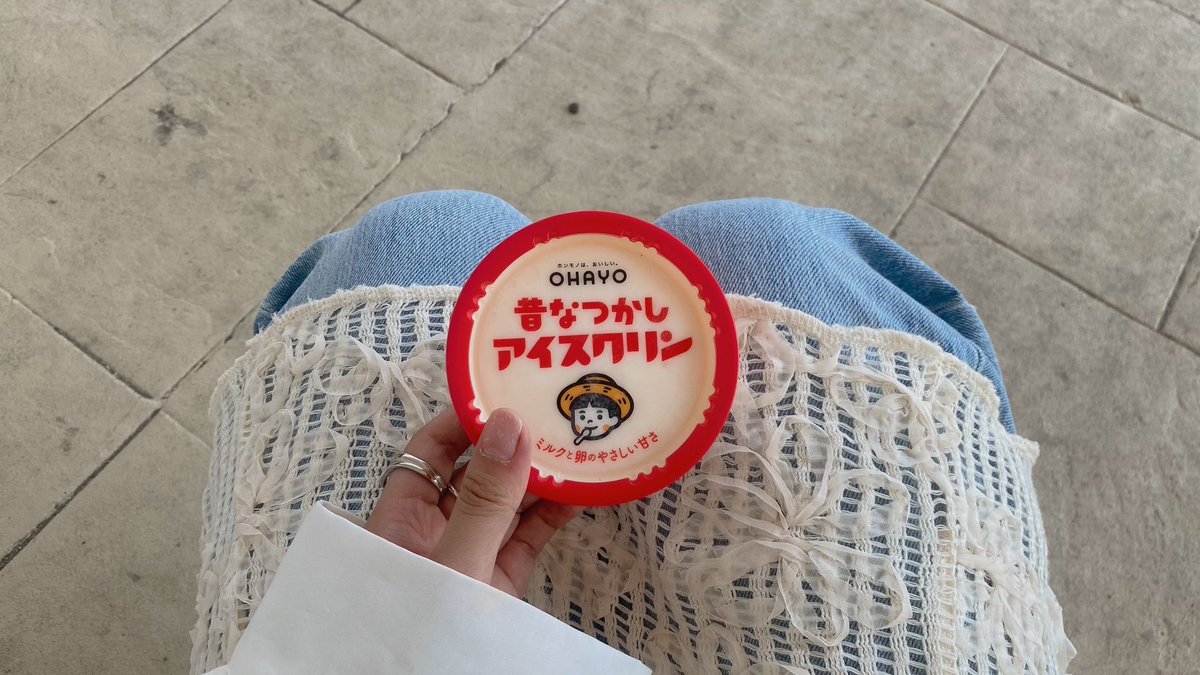 ホンモノは、おいしい。
OHAYO
昔なつかし
アイスクリン
ミルクと卵のやさしい甘さ